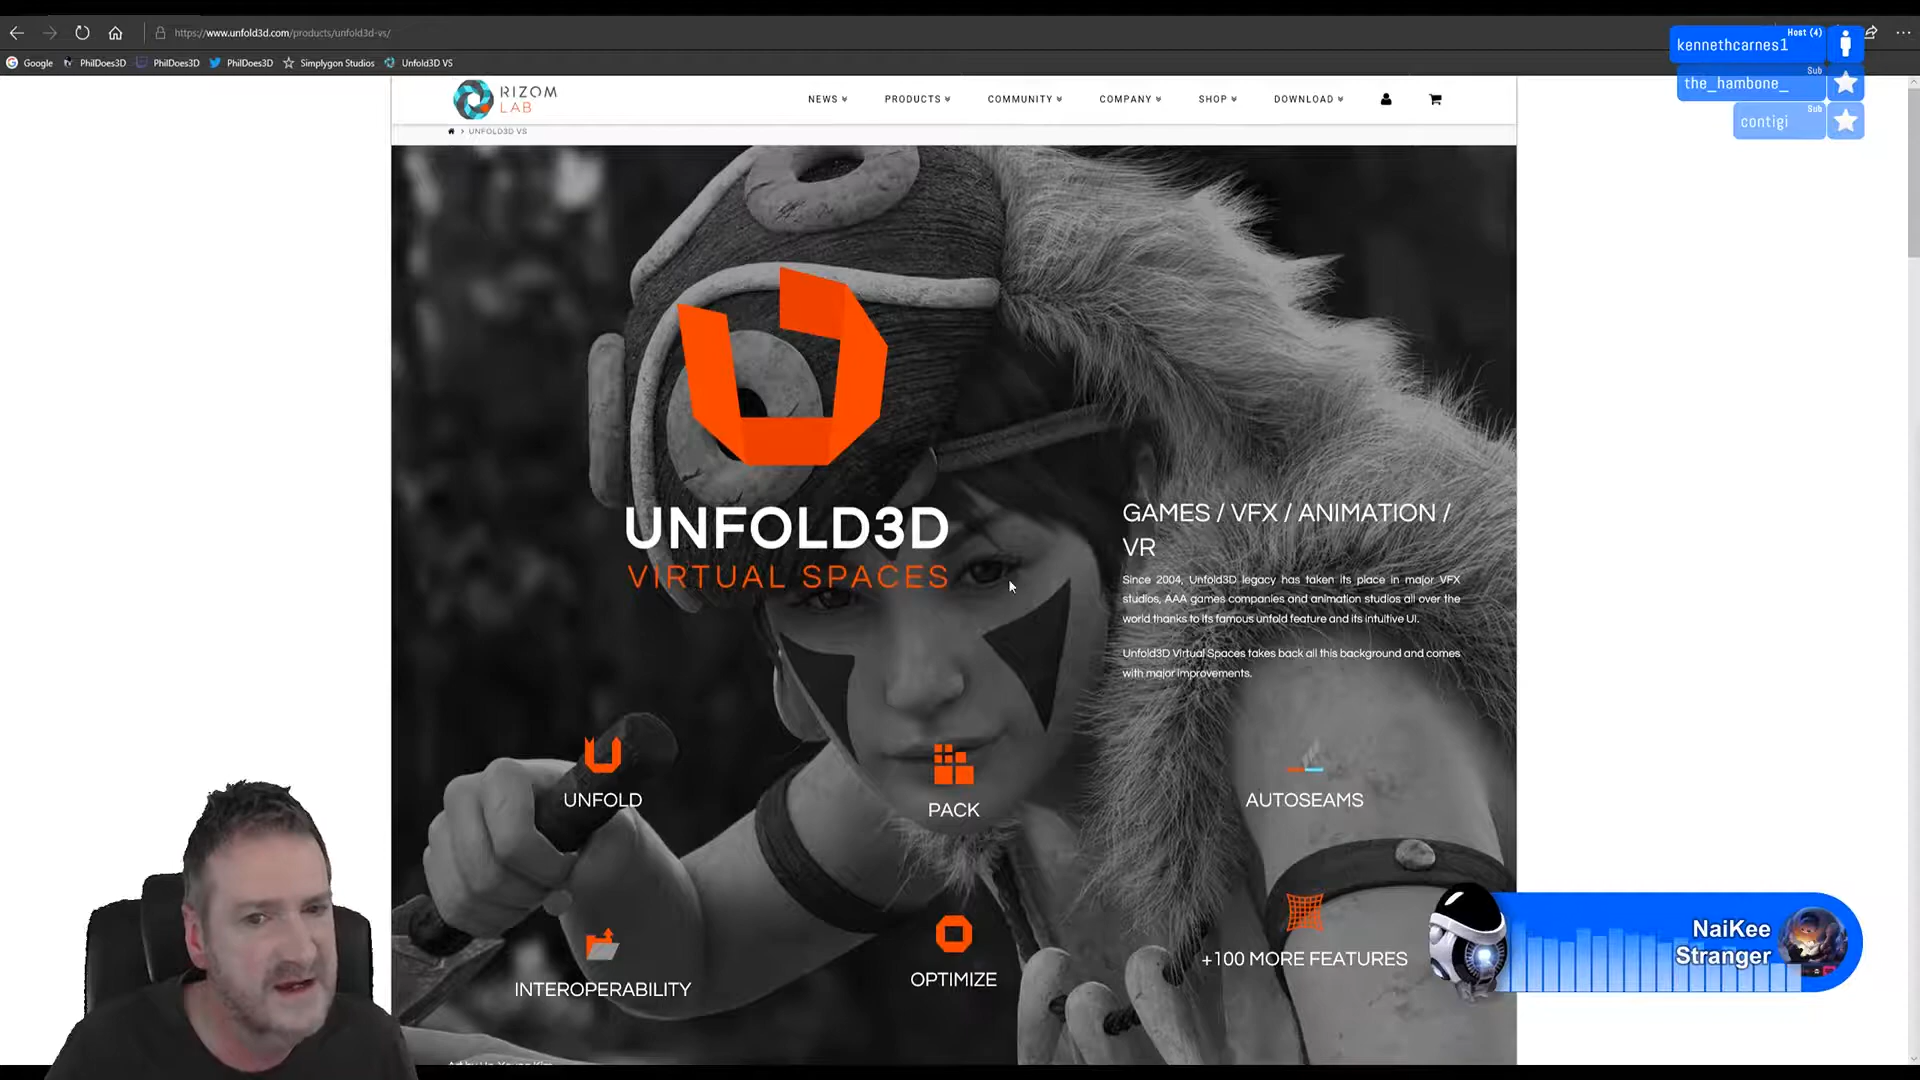 https://www.unfold3d.com/products/unfold3d-vs/
Google
PhilDoes3D
PhilDoes3D
PhilDoes3D
Simplygon Studios
Unfold3D VS
Host (4)
kennethcarnes1
Sub
the_hambone_
Sub
contigi
RIZOM
LAB
NEWS
PRODUCTS
COMMUNITY
COMPANY
SHOP
DOWNLOAD
UNFOLD3D VS
UNFOLD3D
VIRTUAL SPACES
GAMES / VFX / ANIMATION /
VR
Since 2004, Unfold3D legacy has taken its place in major VFX
studios, AAA games companies and animation studios all over the
world thanks to its famous unfold feature and its intuitive UI.
Unfold3D Virtual Spaces takes back all this background and comes
with major improvements.
UNFOLD
PACK
AUTOSEAMS
INTEROPERABILITY
OPTIMIZE
+100 MORE FEATURES
NaiKee
Stranger